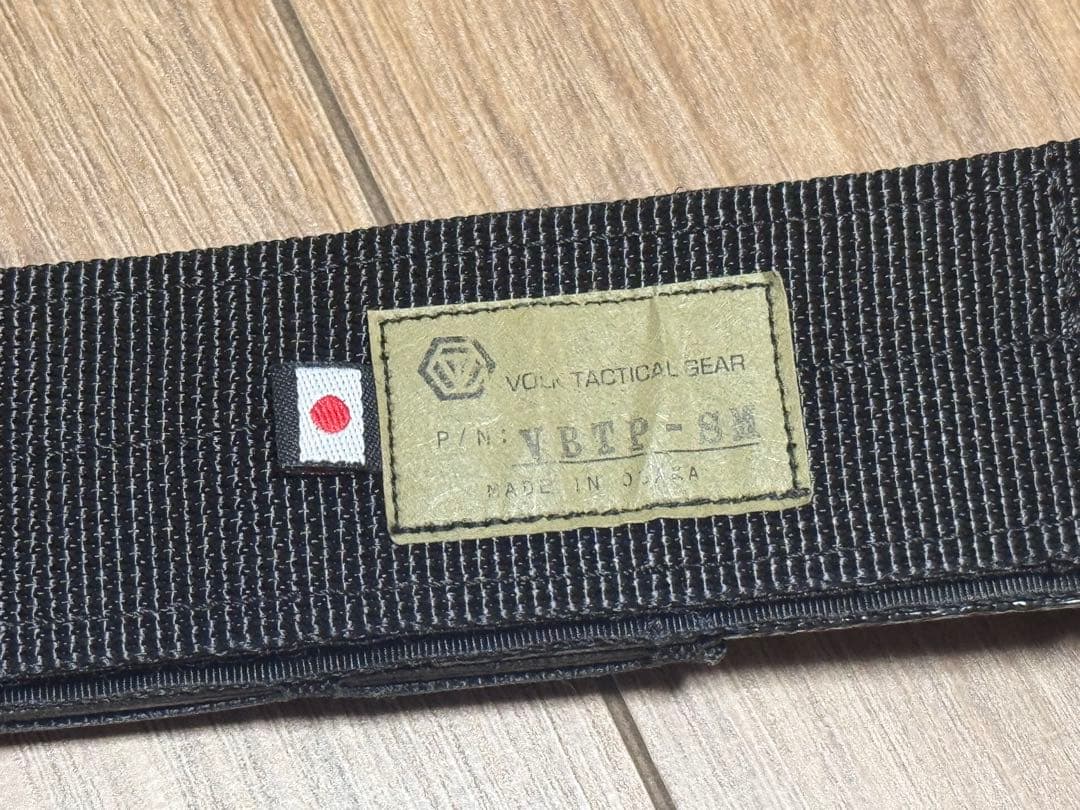 VOLK TACTICAL GEAR
P/N: VBTP-SM
MADE IN OSAKA